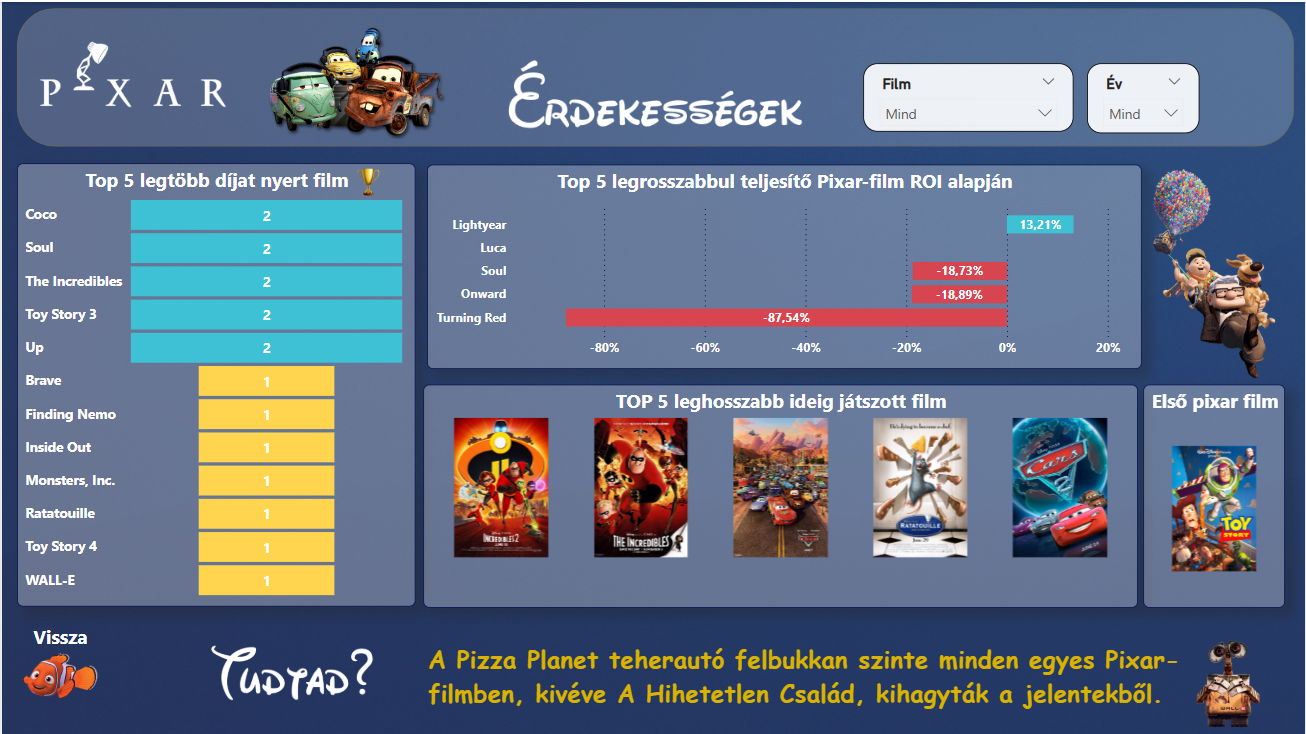 PIXAR
Érdekességek
Film
Mind
Év
Mind
Top 5 legtöbb díjat nyert film
Coco 2
Soul 2
The Incredibles 2
Toy Story 3 2
Up 2
Brave 1
Finding Nemo 1
Inside Out 1
Monsters, Inc. 1
Ratatouille 1
Toy Story 4 1
WALL-E 1
Top 5 legrosszabbul teljesítő Pixar-film ROI alapján
Lightyear 13,21%
Luca
Soul -18,73%
Onward -18,89%
Turning Red -87,54%
-80% -60% -40% -20% 0% 20%
TOP 5 leghosszabb ideig játszott film
INCREDIBLES 2
THE INCREDIBLES
RATATOUILLE
Cars 2
Első pixar film
TOY STORY
Vissza
Tudtad?
A Pizza Planet teherautó felbukkan szinte minden egyes Pixar-
filmben, kivéve A Hihetetlen Család, kihagyták a jelentekből.
WALL-E